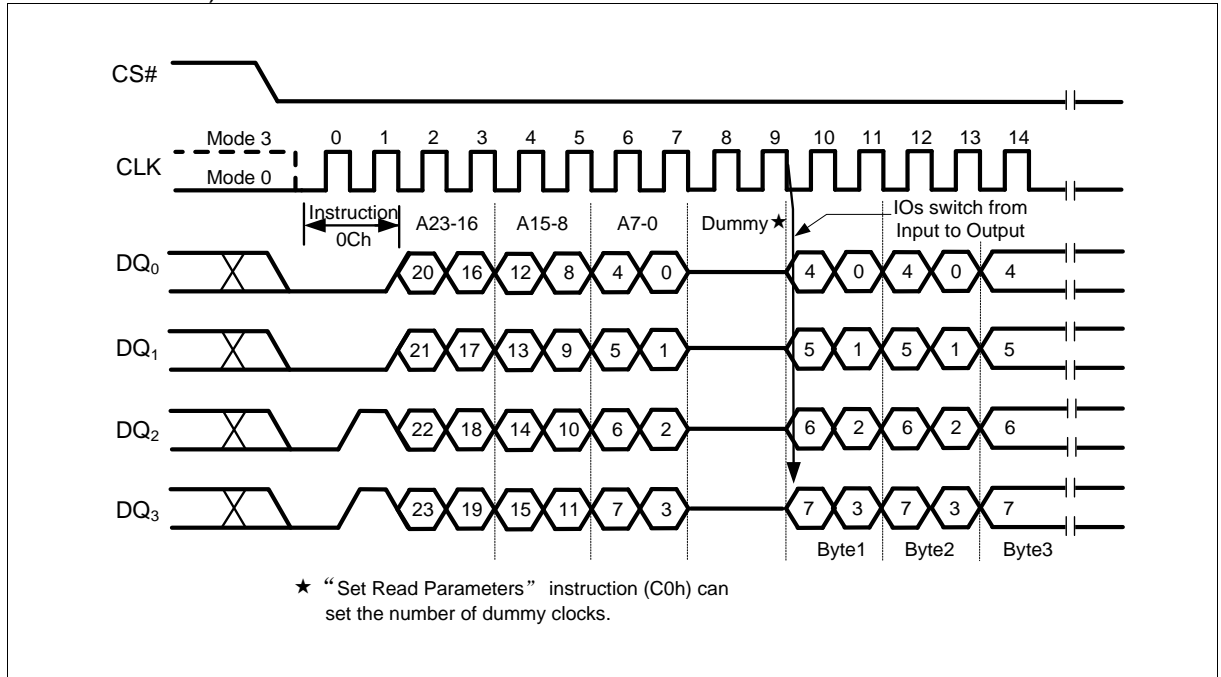 CS#
Mode 3 0 1 2 3 4 5 6 7 8 9 10 11 12 13 14
CLK
Mode 0
Instruction A23-16 A15-8 A7-0 Dummy★ IOs switch from
0Ch Input to Output
DQ0 20 16 12 8 4 0 4 0 4 0 4
DQ1 21 17 13 9 5 1 5 1 5 1 5
DQ2 22 18 14 10 6 2 6 2 6 2 6
DQ3 23 19 15 11 7 3 7 3 7 3 7
Byte1 Byte2 Byte3
★ “Set Read Parameters” instruction (C0h) can
set the number of dummy clocks.